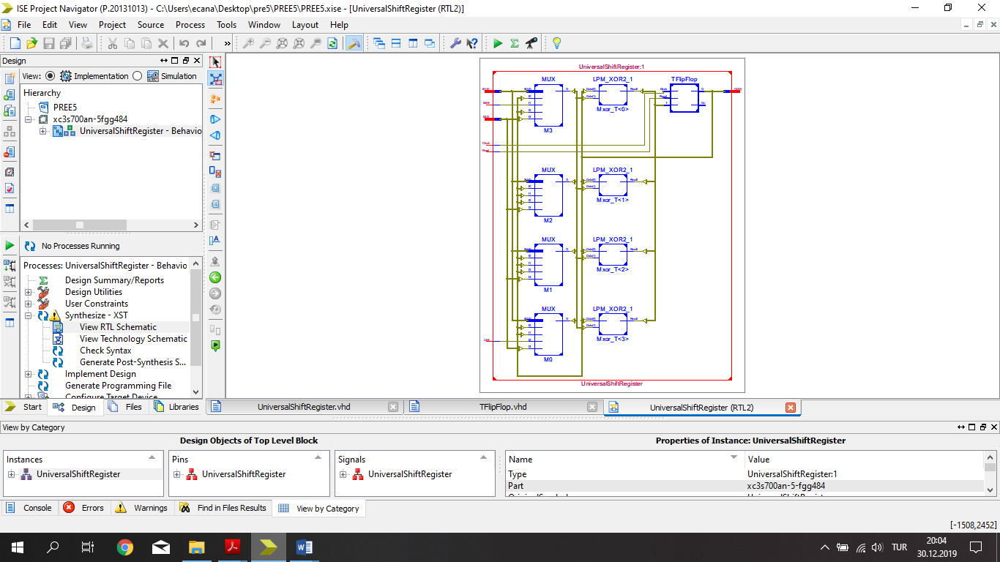 ISE Project Navigator (P.20131013) - C:\Users\ecana\Desktop\pre5\PREE5\PREE5.xise - [UniversalShiftRegister (RTL2)]
File Edit View Project Source Process Tools Window Layout Help
»
Design
View: Implementation Simulation
Hierarchy
PREE5
xc3s700an-5fgg484
UniversalShiftRegister - Behavio
No Processes Running
Processes: UniversalShiftRegister - Behavio
Design Summary/Reports
Design Utilities
User Constraints
Synthesize - XST
View RTL Schematic
View Technology Schematic
Check Syntax
Generate Post-Synthesis S...
Implement Design
Generate Programming File
Configure Target Device
Start Design Files Libraries
UniversalShiftRegister:1
MUX LPM_XOR2_1 TFlipFlop
Mxor_T<0>
M3
MUX LPM_XOR2_1
Mxor_T<1>
M2
MUX LPM_XOR2_1
Mxor_T<2>
M1
MUX LPM_XOR2_1
Mxor_T<3>
M0
UniversalShiftRegister
UniversalShiftRegister.vhd TFlipFlop.vhd UniversalShiftRegister (RTL2)
View by Category
Design Objects of Top Level Block Properties of Instance: UniversalShiftRegister
Instances Pins Signals Name Value
UniversalShiftRegister UniversalShiftRegister UniversalShiftRegister Type UniversalShiftRegister:1
Part xc3s700an-5-fgg484
Console Errors Warnings Find in Files Results View by Category
[-1508,2452]
TUR
20:04
30.12.2019